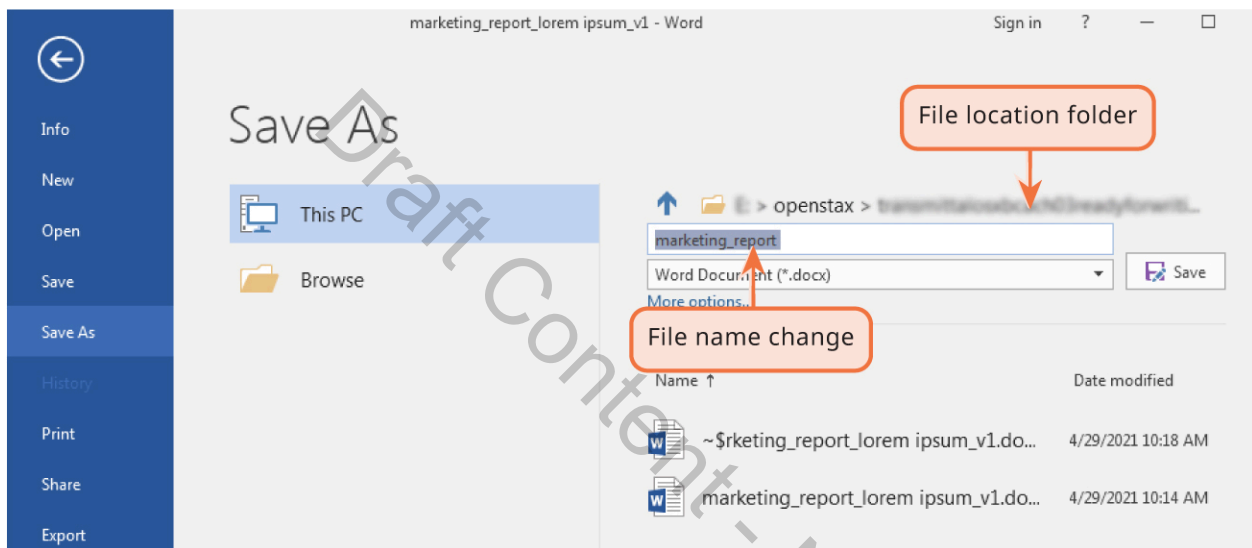 marketing_report_lorem ipsum_v1 - Word
Sign in ?
Info
New
Open
Save
Save As
History
Print
Share
Export
Save As
This PC
Browse
File location folder
E: > openstax >
marketing_report
Word Document (*.docx)
Save
More options...
File name change
Name ↑ Date modified
~$rketing_report_lorem ipsum_v1.do... 4/29/2021 10:18 AM
marketing_report_lorem ipsum_v1.do... 4/29/2021 10:14 AM
Draft Content -